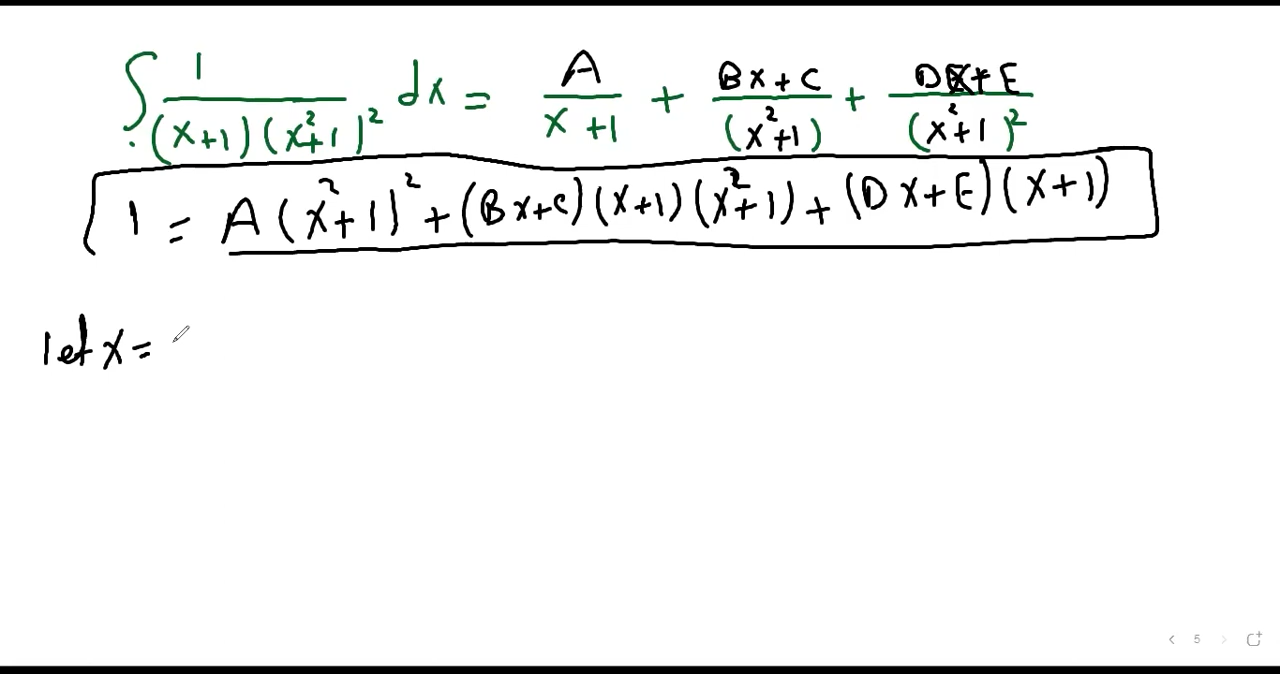 ∫ 1/((x+1)(x²+1)²) dx = A/(x+1) + (Bx+C)/(x²+1) + (Dx+E)/(x²+1)²
1 = A(x²+1)² + (Bx+C)(x+1)(x²+1) + (Dx+E)(x+1)
let x =
< 5 >